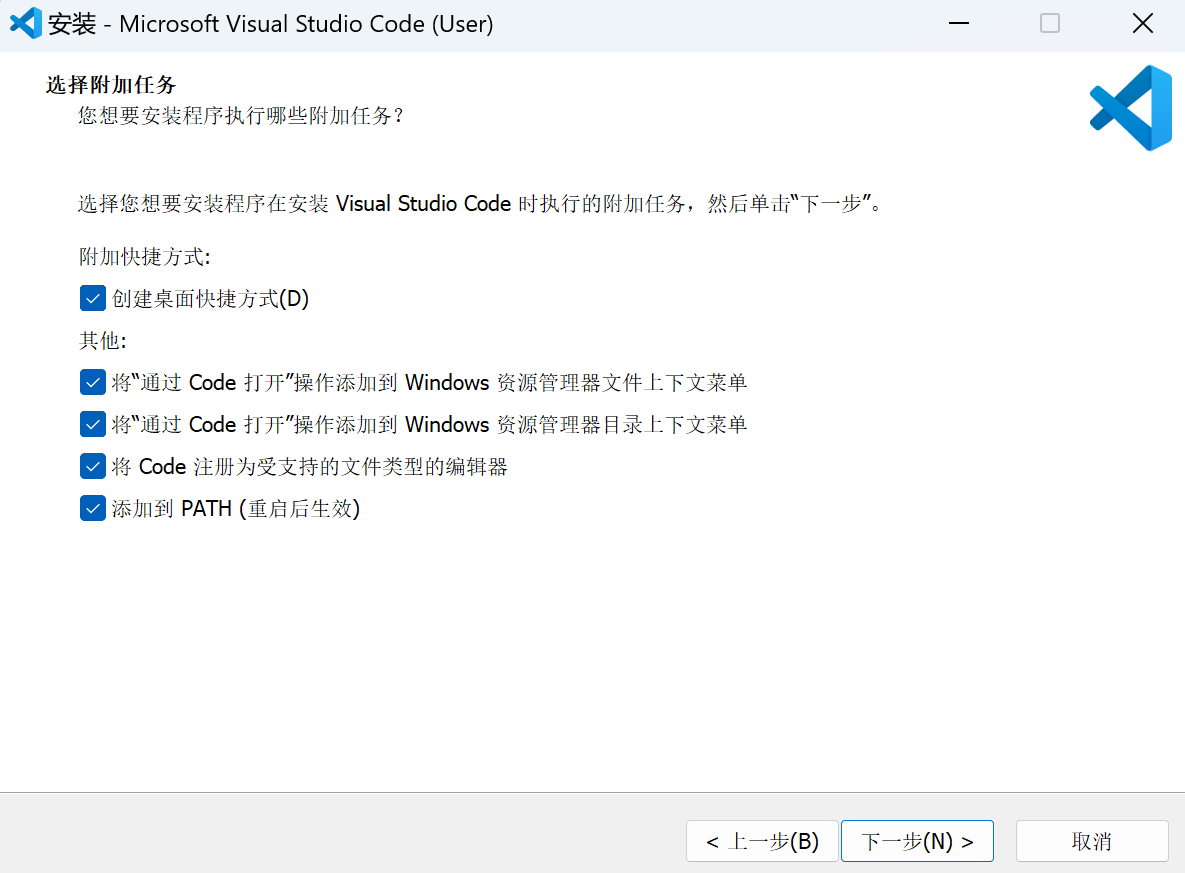 安装 - Microsoft Visual Studio Code (User)
选择附加任务
您想要安装程序执行哪些附加任务？
选择您想要安装程序在安装 Visual Studio Code 时执行的附加任务，然后单击“下一步”。
附加快捷方式:
创建桌面快捷方式(D)
其他:
将“通过 Code 打开”操作添加到 Windows 资源管理器文件上下文菜单
将“通过 Code 打开”操作添加到 Windows 资源管理器目录上下文菜单
将 Code 注册为受支持的文件类型的编辑器
添加到 PATH (重启后生效)
< 上一步(B) 下一步(N) > 取消